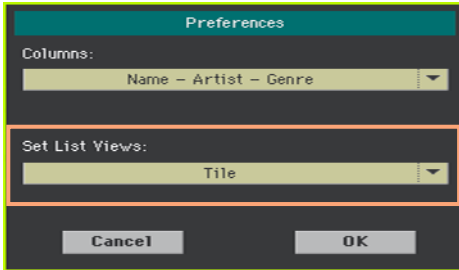 Preferences
Columns:
Name - Artist - Genre
Set List Views:
Tile
Cancel OK